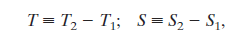 T ≡ T₂ − T₁; S ≡ S₂ − S₁,